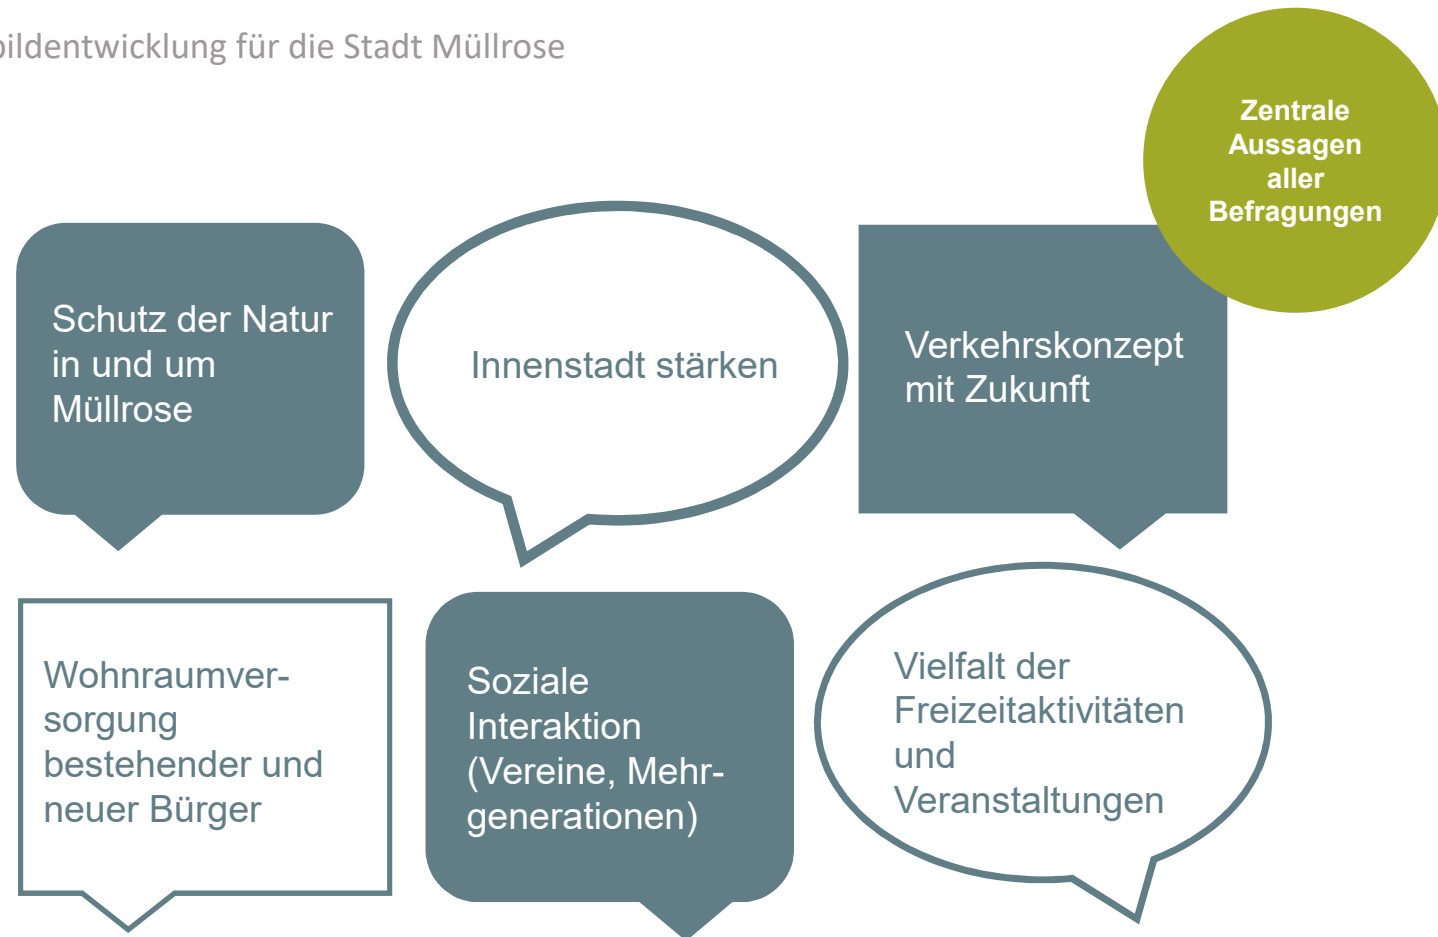 bildentwicklung für die Stadt Müllrose
Zentrale
Aussagen
aller
Befragungen
Schutz der Natur
in und um
Müllrose
Innenstadt stärken
Verkehrskonzept
mit Zukunft
Wohnraumver-
sorgung
bestehender und
neuer Bürger
Soziale
Interaktion
(Vereine, Mehr-
generationen)
Vielfalt der
Freizeitaktivitäten
und
Veranstaltungen